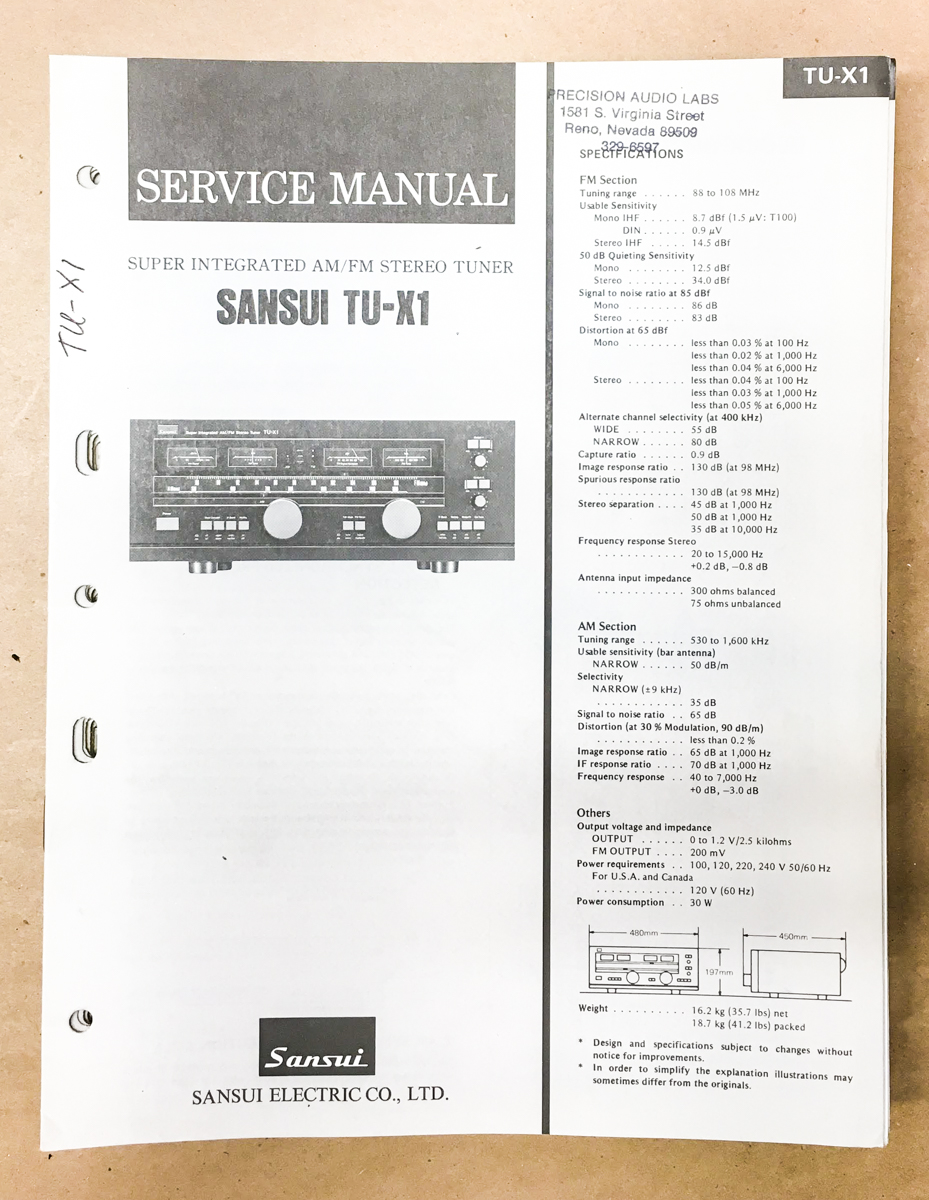 TU-X1
SERVICE MANUAL
SUPER INTEGRATED AM/FM STEREO TUNER
SANSUI TU-X1
TU-X1
Super Integrated AM/FM Stereo Tuner TU-X1
Sansui
SANSUI ELECTRIC CO., LTD.
PRECISION AUDIO LABS
1581 S. Virginia Street
Reno, Nevada 89509
329-6597
SPECIFICATIONS
FM Section
Tuning range . . . . . . 88 to 108 MHz
Usable Sensitivity
Mono IHF . . . . . . 8.7 dBf (1.5 µV: T100)
DIN . . . . . . 0.9 µV
Stereo IHF . . . . . 14.5 dBf
50 dB Quieting Sensitivity
Mono . . . . . . . . 12.5 dBf
Stereo . . . . . . . . 34.0 dBf
Signal to noise ratio at 85 dBf
Mono . . . . . . . . 86 dB
Stereo . . . . . . . . 83 dB
Distortion at 65 dBf
Mono . . . . . . . . less than 0.03 % at 100 Hz
less than 0.02 % at 1,000 Hz
less than 0.04 % at 6,000 Hz
Stereo . . . . . . . . less than 0.04 % at 100 Hz
less than 0.03 % at 1,000 Hz
less than 0.05 % at 6,000 Hz
Alternate channel selectivity (at 400 kHz)
WIDE . . . . . . . . 55 dB
NARROW . . . . . . 80 dB
Capture ratio . . . . . . 0.9 dB
Image response ratio . . 130 dB (at 98 MHz)
Spurious response ratio
. . . . . . . . . . . . 130 dB (at 98 MHz)
Stereo separation . . . . 45 dB at 1,000 Hz
50 dB at 1,000 Hz
35 dB at 10,000 Hz
Frequency response Stereo
. . . . . . . . . . . . 20 to 15,000 Hz
+0.2 dB, −0.8 dB
Antenna input impedance
. . . . . . . . . . . . 300 ohms balanced
75 ohms unbalanced
AM Section
Tuning range . . . . . . 530 to 1,600 kHz
Usable sensitivity (bar antenna)
NARROW . . . . . . 50 dB/m
Selectivity
NARROW (±9 kHz)
. . . . . . . . . . . . 35 dB
Signal to noise ratio . . 65 dB
Distortion (at 30 % Modulation, 90 dB/m)
. . . . . . . . . . . . less than 0.2 %
Image response ratio . . 65 dB at 1,000 Hz
IF response ratio . . . . 70 dB at 1,000 Hz
Frequency response . . 40 to 7,000 Hz
+0 dB, −3.0 dB
Others
Output voltage and impedance
OUTPUT . . . . . . 0 to 1.2 V/2.5 kilohms
FM OUTPUT . . . . 200 mV
Power requirements . . 100, 120, 220, 240 V 50/60 Hz
For U.S.A. and Canada
. . . . . . . . . . . . 120 V (60 Hz)
Power consumption . . 30 W
480mm
450mm
197mm
Weight . . . . . . . . . . 16.2 kg (35.7 lbs) net
18.7 kg (41.2 lbs) packed
* Design and specifications subject to changes without
notice for improvements.
* In order to simplify the explanation illustrations may
sometimes differ from the originals.